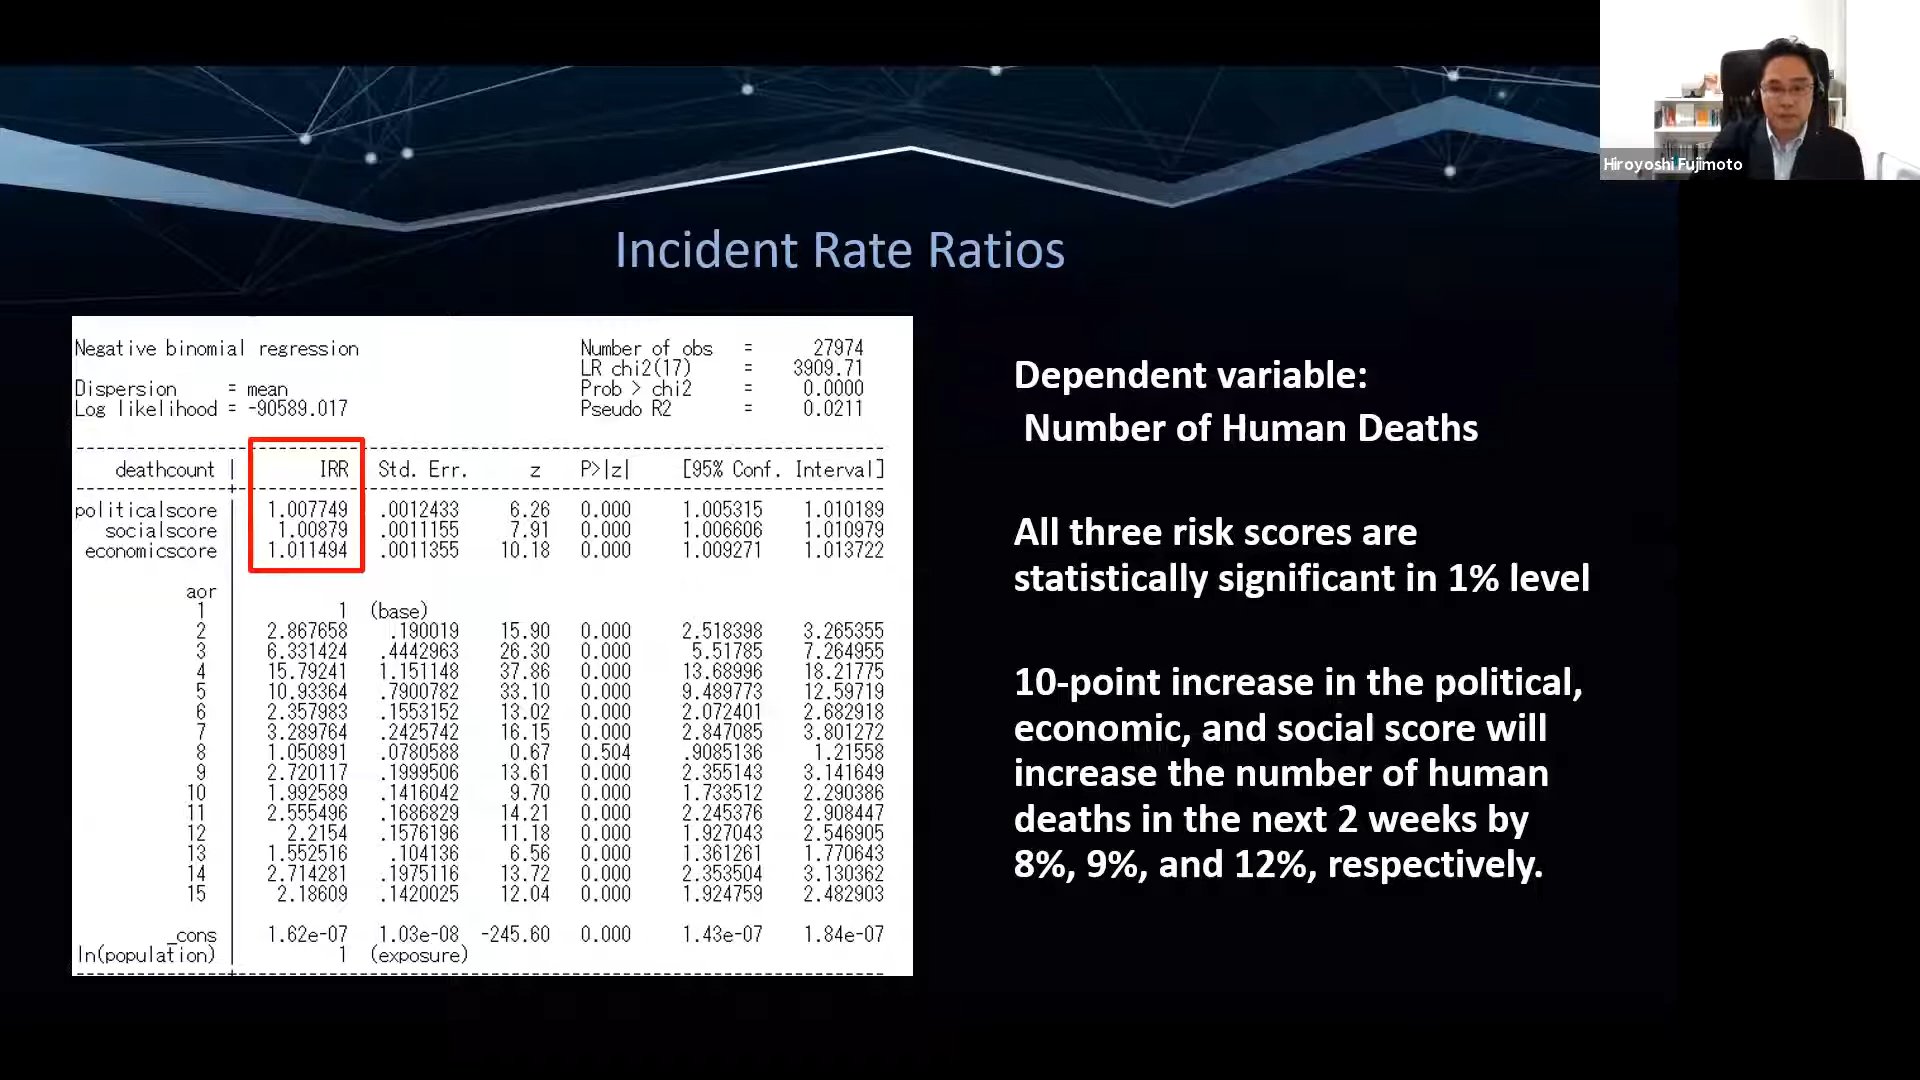 Hiroyoshi Fujimoto
Incident Rate Ratios
Negative binomial regression Number of obs = 27974
LR chi2(17) = 3909.71
Dispersion = mean Prob > chi2 = 0.0000
Log likelihood = -90589.017 Pseudo R2 = 0.0211
deathcount | IRR Std. Err. z P>|z| [95% Conf. Interval]
politicalscore | 1.007749 .0012433 6.26 0.000 1.005315 1.010189
socialscore | 1.00879 .0011155 7.91 0.000 1.006606 1.010979
economicscore | 1.011494 .0011355 10.18 0.000 1.009271 1.013722
aor |
1 | 1 (base)
2 | 2.867658 .190019 15.90 0.000 2.518398 3.265355
3 | 6.331424 .4442963 26.30 0.000 5.51785 7.264955
4 | 15.79241 1.151148 37.86 0.000 13.68996 18.21775
5 | 10.93364 .7900782 33.10 0.000 9.489773 12.59719
6 | 2.357983 .1553152 13.02 0.000 2.072401 2.682918
7 | 3.289764 .2425742 16.15 0.000 2.847085 3.801272
8 | 1.050891 .0780588 0.67 0.504 .9085136 1.21558
9 | 2.720117 .1999506 13.61 0.000 2.355143 3.141649
10 | 1.992589 .1416042 9.70 0.000 1.733512 2.290386
11 | 2.555496 .1686829 14.21 0.000 2.245376 2.908447
12 | 2.2154 .1576196 11.18 0.000 1.927043 2.546905
13 | 1.552516 .104136 6.56 0.000 1.361261 1.770643
14 | 2.714281 .1975116 13.72 0.000 2.353504 3.130362
15 | 2.18609 .1420025 12.04 0.000 1.924759 2.482903
_cons | 1.62e-07 1.03e-08 -245.60 0.000 1.43e-07 1.84e-07
ln(population) | 1 (exposure)
Dependent variable:
Number of Human Deaths
All three risk scores are
statistically significant in 1% level
10-point increase in the political,
economic, and social score will
increase the number of human
deaths in the next 2 weeks by
8%, 9%, and 12%, respectively.